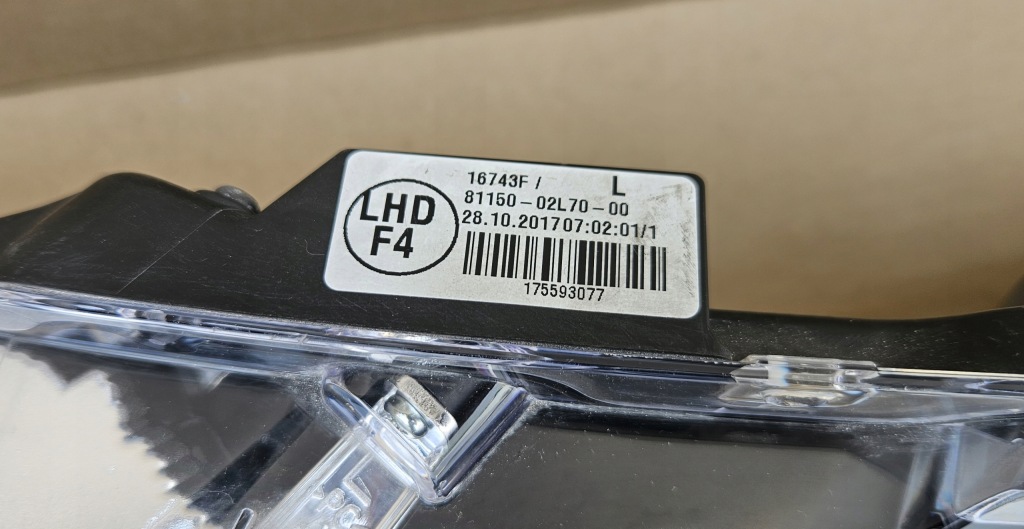 LHD
F4
16743F / L
81150-02L70-00
28.10.201707:02:01/1
175593077